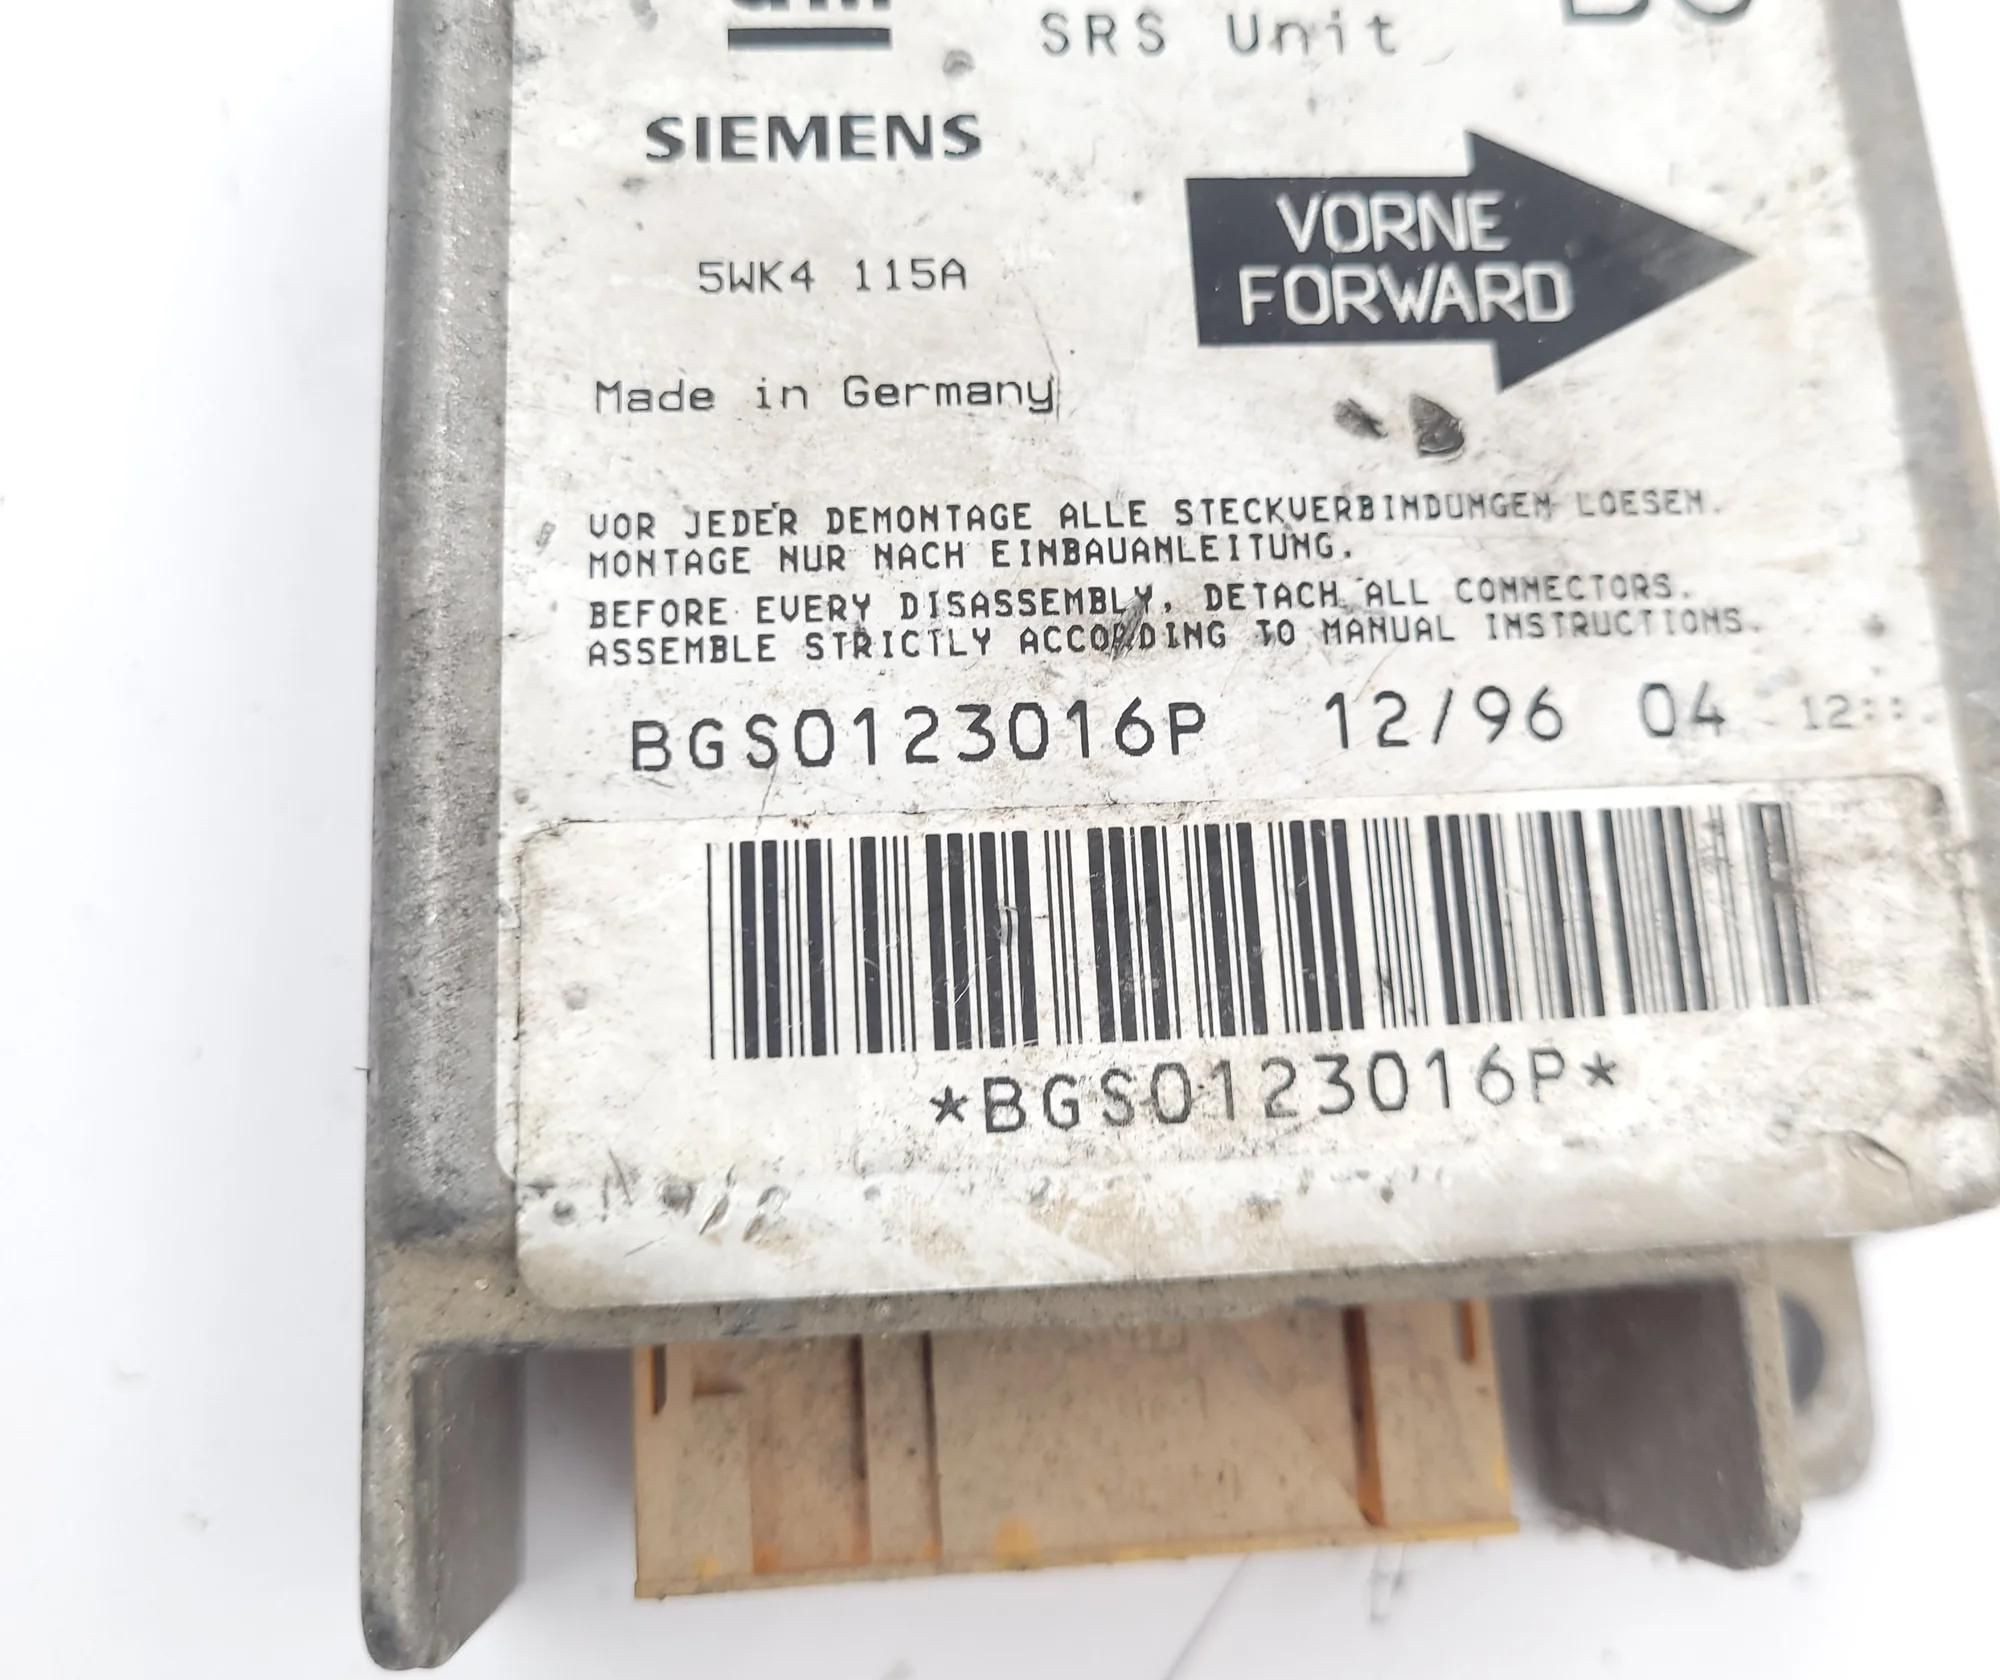 SRS Unit
SIEMENS
VORNE
FORWARD
5WK4 115A
Made in Germany
VOR JEDER DEMONTAGE ALLE STECKVERBINDUNGEN LOESEN.
MONTAGE NUR NACH EINBAUANLEITUNG.
BEFORE EVERY DISASSEMBLY, DETACH ALL CONNECTORS.
ASSEMBLE STRICTLY ACCORDING TO MANUAL INSTRUCTIONS.
BGS0123016P 12/96 04
*BGS0123016P*